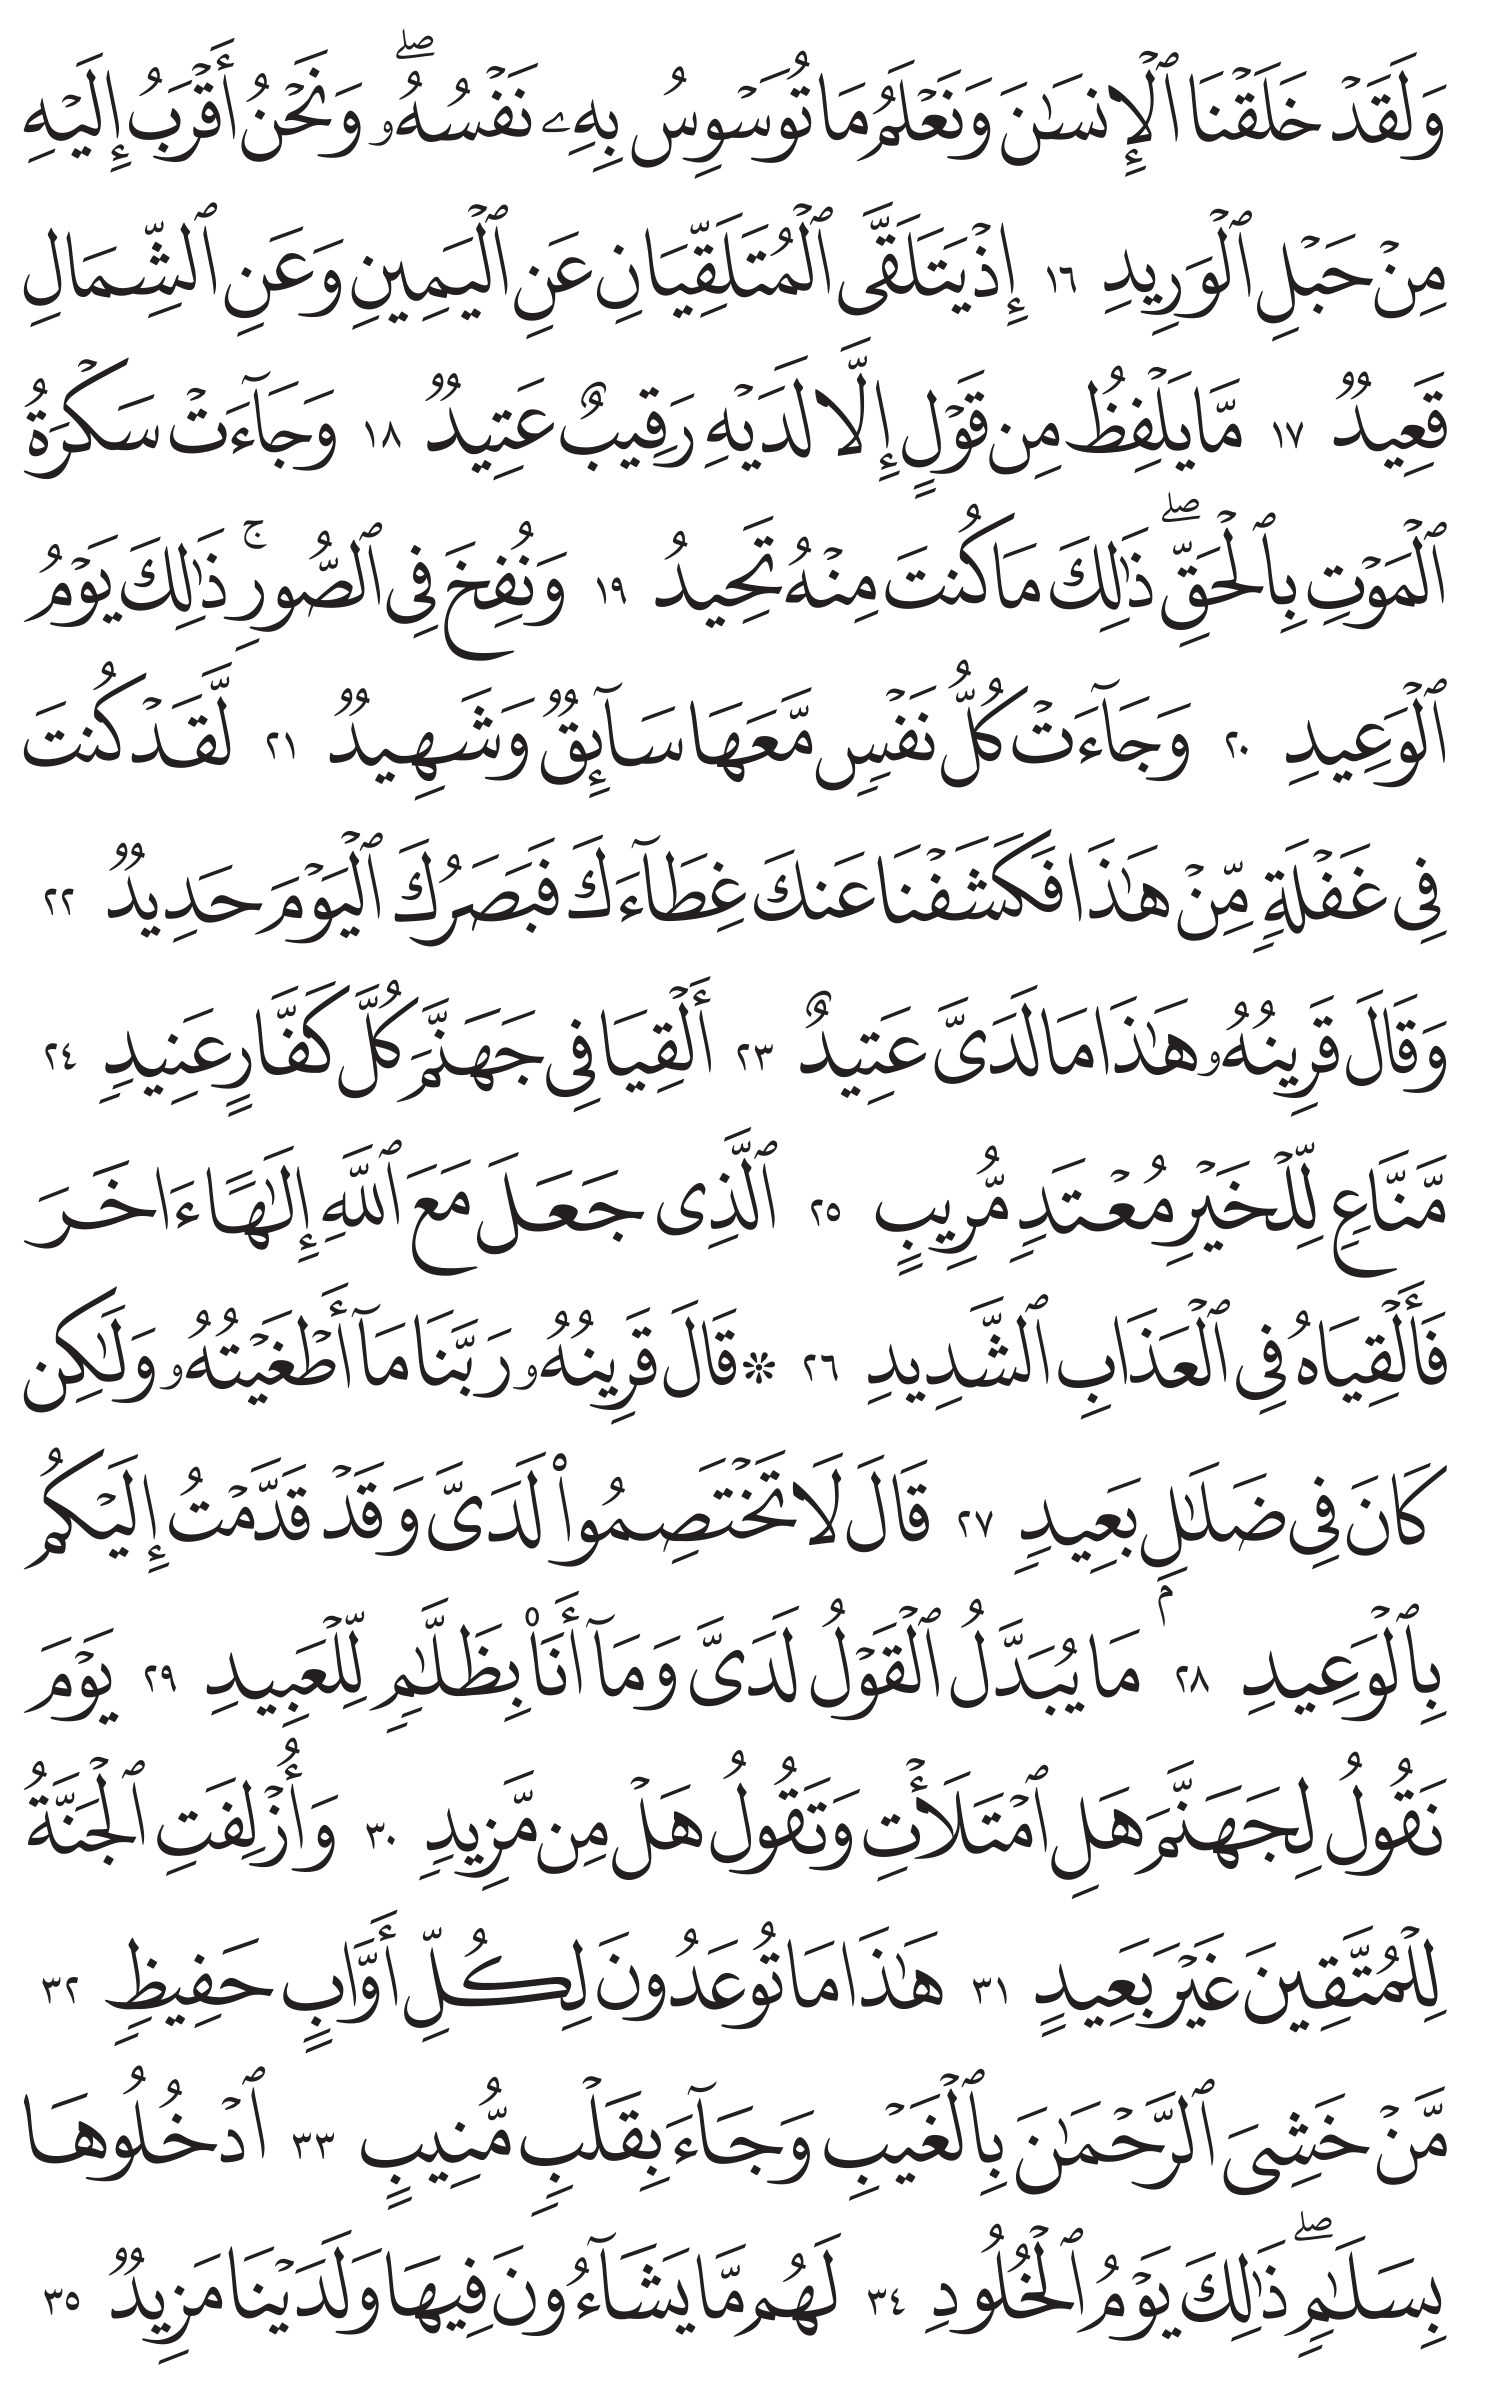 وَلَقَدْ خَلَقْنَا ٱلْإِنسَـٰنَ وَنَعْلَمُ مَا تُوَسْوِسُ بِهِۦ نَفْسُهُۥ ۖ وَنَحْنُ أَقْرَبُ إِلَيْهِ
مِنْ حَبْلِ ٱلْوَرِيدِ ١٦ إِذْ يَتَلَقَّى ٱلْمُتَلَقِّيَانِ عَنِ ٱلْيَمِينِ وَعَنِ ٱلشِّمَالِ
قَعِيدٌ ١٧ مَّا يَلْفِظُ مِن قَوْلٍ إِلَّا لَدَيْهِ رَقِيبٌ عَتِيدٌ ١٨ وَجَآءَتْ سَكْرَةُ
ٱلْمَوْتِ بِٱلْحَقِّ ۖ ذَٰلِكَ مَا كُنتَ مِنْهُ تَحِيدُ ١٩ وَنُفِخَ فِى ٱلصُّورِ ۚ ذَٰلِكَ يَوْمُ
ٱلْوَعِيدِ ٢٠ وَجَآءَتْ كُلُّ نَفْسٍ مَّعَهَا سَآئِقٌ وَشَهِيدٌ ٢١ لَّقَدْ كُنتَ
فِى غَفْلَةٍ مِّنْ هَـٰذَا فَكَشَفْنَا عَنكَ غِطَآءَكَ فَبَصَرُكَ ٱلْيَوْمَ حَدِيدٌ ٢٢
وَقَالَ قَرِينُهُۥ هَـٰذَا مَا لَدَىَّ عَتِيدٌ ٢٣ أَلْقِيَا فِى جَهَنَّمَ كُلَّ كَفَّارٍ عَنِيدٍ ٢٤
مَّنَّاعٍ لِّلْخَيْرِ مُعْتَدٍ مُّرِيبٍ ٢٥ ٱلَّذِى جَعَلَ مَعَ ٱللَّهِ إِلَـٰهًا ءَاخَرَ
فَأَلْقِيَاهُ فِى ٱلْعَذَابِ ٱلشَّدِيدِ ٢٦ ۞ قَالَ قَرِينُهُۥ رَبَّنَا مَآ أَطْغَيْتُهُۥ وَلَـٰكِن
كَانَ فِى ضَلَـٰلٍۭ بَعِيدٍ ٢٧ قَالَ لَا تَخْتَصِمُوا۟ لَدَىَّ وَقَدْ قَدَّمْتُ إِلَيْكُم
بِٱلْوَعِيدِ ٢٨ مَا يُبَدَّلُ ٱلْقَوْلُ لَدَىَّ وَمَآ أَنَا۠ بِظَلَّـٰمٍ لِّلْعَبِيدِ ٢٩ يَوْمَ
نَقُولُ لِجَهَنَّمَ هَلِ ٱمْتَلَأْتِ وَتَقُولُ هَلْ مِن مَّزِيدٍ ٣٠ وَأُزْلِفَتِ ٱلْجَنَّةُ
لِلْمُتَّقِينَ غَيْرَ بَعِيدٍ ٣١ هَـٰذَا مَا تُوعَدُونَ لِكُلِّ أَوَّابٍ حَفِيظٍ ٣٢
مَّنْ خَشِىَ ٱلرَّحْمَـٰنَ بِٱلْغَيْبِ وَجَآءَ بِقَلْبٍ مُّنِيبٍ ٣٣ ٱدْخُلُوهَا
بِسَلَـٰمٍ ۖ ذَٰلِكَ يَوْمُ ٱلْخُلُودِ ٣٤ لَهُم مَّا يَشَآءُونَ فِيهَا وَلَدَيْنَا مَزِيدٌ ٣٥